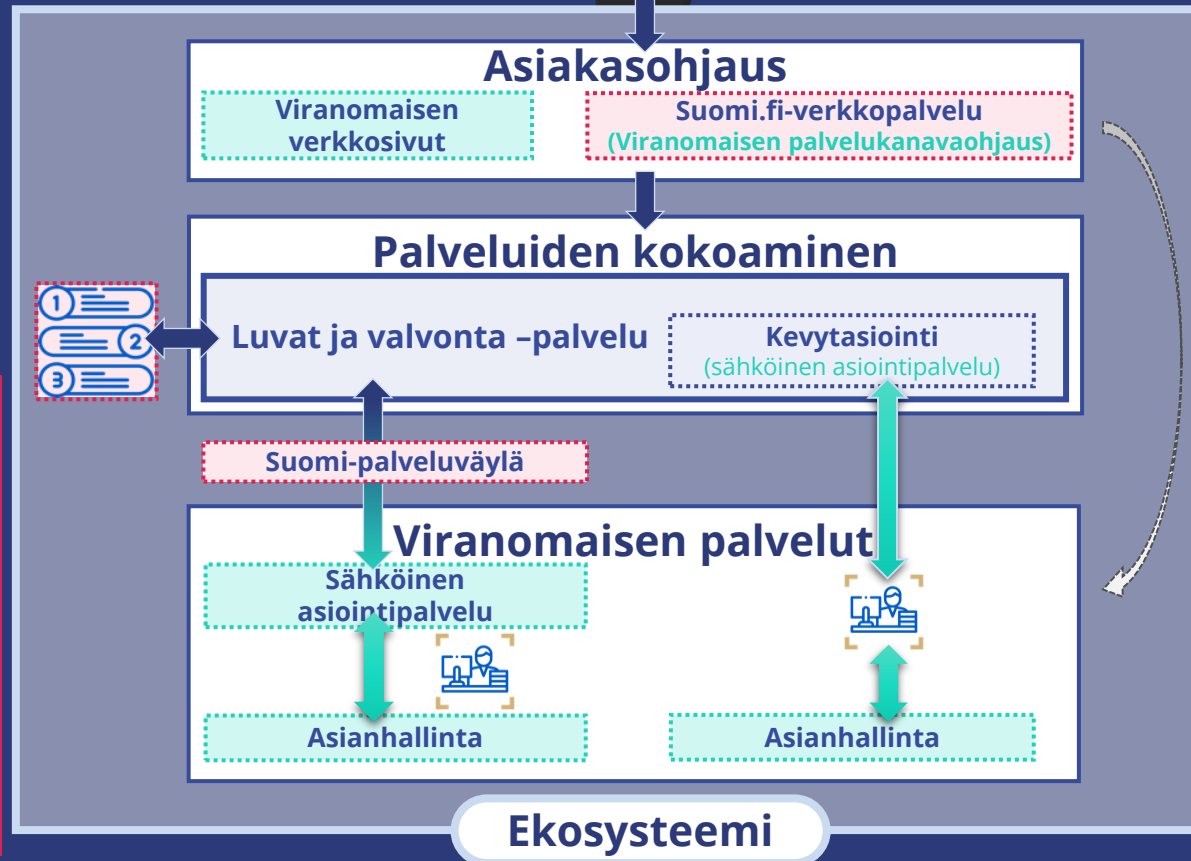 Asiakasohjaus
Viranomaisen
verkkosivut
Suomi.fi-verkkopalvelu
(Viranomaisen palvelukanavaohjaus)
Palveluiden kokoaminen
1
2
3
Luvat ja valvonta –palvelu
Kevytasiointi
(sähköinen asiointipalvelu)
Suomi-palveluväylä
Viranomaisen palvelut
Sähköinen
asiointipalvelu
Asianhallinta
Asianhallinta
Ekosysteemi